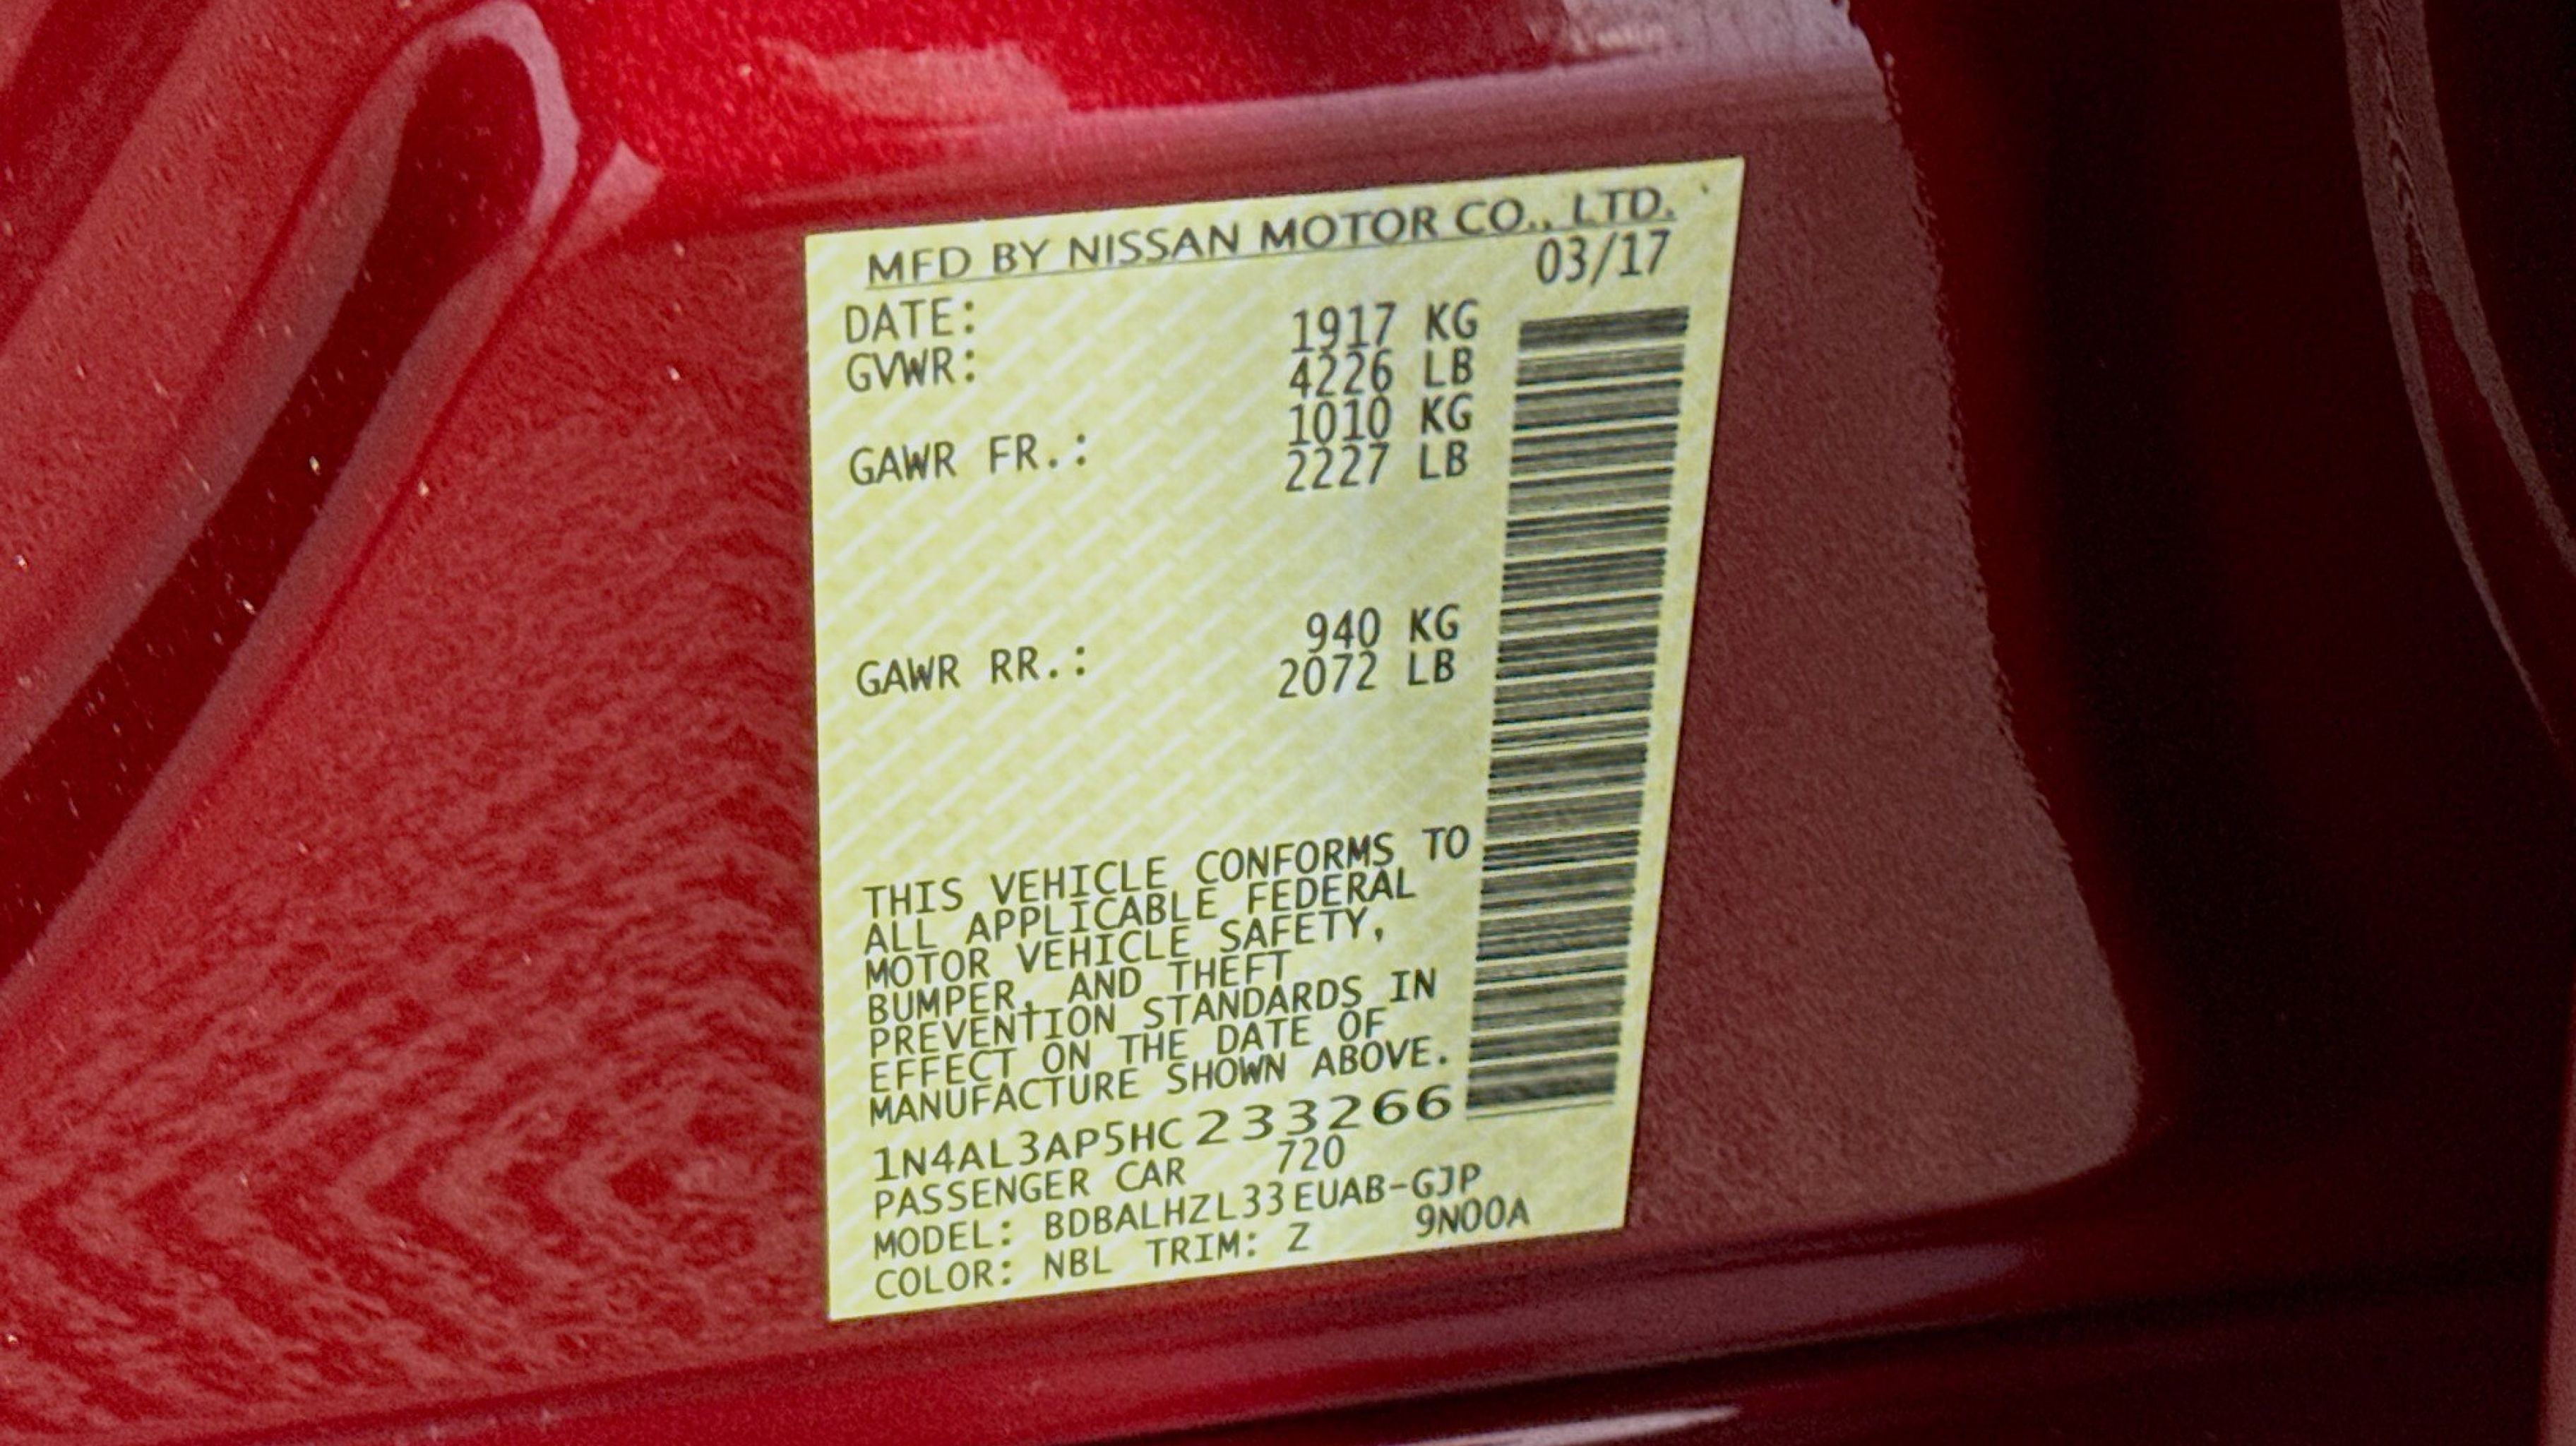 MFD BY NISSAN MOTOR CO., LTD.
DATE: 03/17
GVWR: 1917 KG
4226 LB
GAWR FR.: 1010 KG
2227 LB
GAWR RR.: 940 KG
2072 LB
THIS VEHICLE CONFORMS TO
ALL APPLICABLE FEDERAL
MOTOR VEHICLE SAFETY,
BUMPER, AND THEFT
PREVENTION STANDARDS IN
EFFECT ON THE DATE OF
MANUFACTURE SHOWN ABOVE.
1N4AL3AP5HC233266
PASSENGER CAR 720
MODEL: BDBALHZL33EUAB-GJP
COLOR: NBL TRIM: Z 9N00A